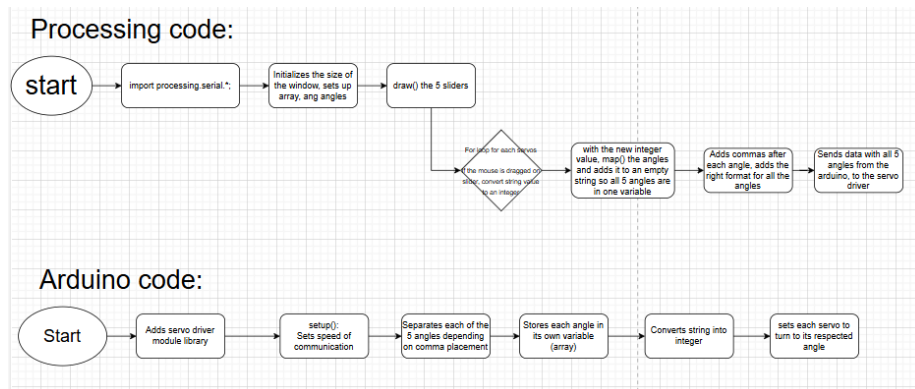 Processing code:
start
import processing.serial.*;
Initializes the size of
the window, sets up
array, ang angles
draw() the 5 sliders
For loop for each servos
If the mouse is dragged on
slider, convert string value
to an integer
with the new integer
value, map() the angles
and adds it to an empty
string so all 5 angles are
in one variable
Adds commas after
each angle, adds the
right format for all the
angles
Sends data with all 5
angles from the
arduino, to the servo
driver
Arduino code:
Start
Adds servo driver
module library
setup():
Sets speed of
communication
Separates each of the
5 angles depending
on comma placement
Stores each angle in
its own variable
(array)
Converts string into
integer
sets each servo to
turn to its respected
angle